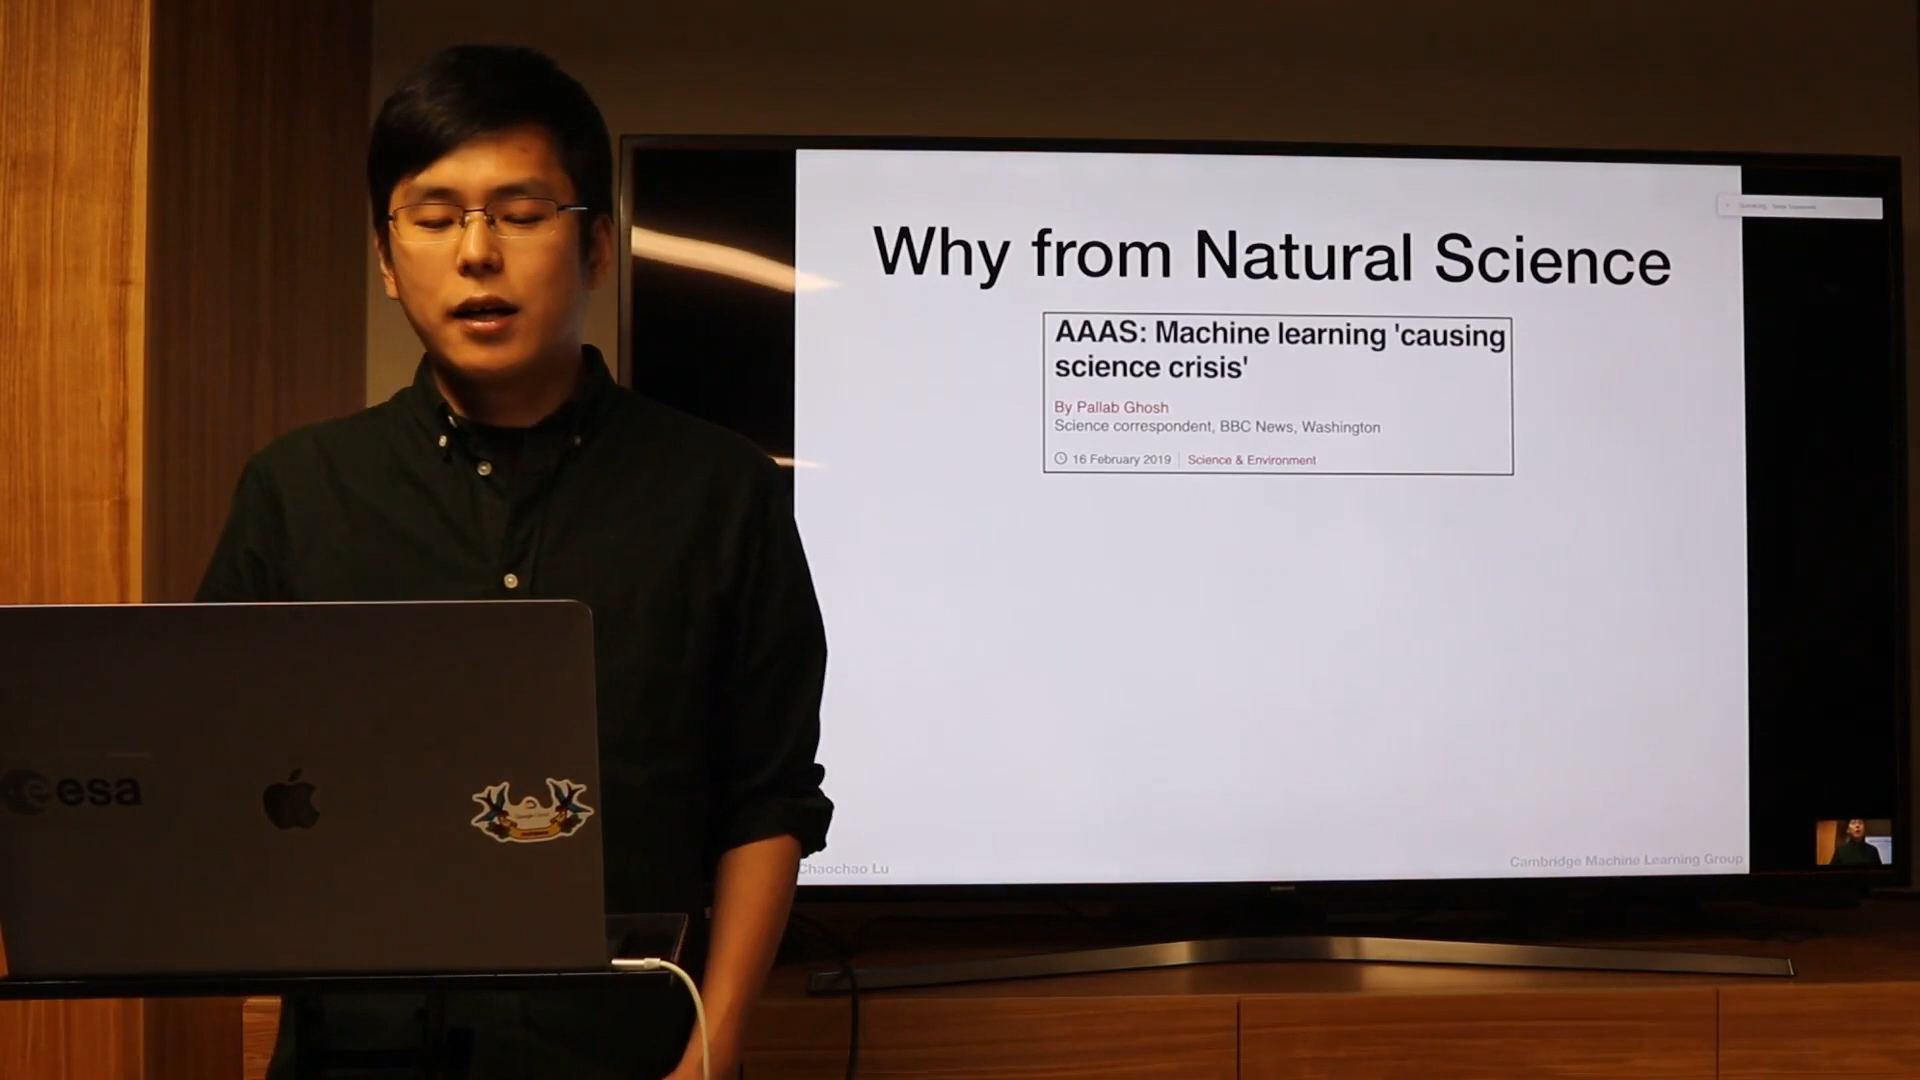 Why from Natural Science
AAAS: Machine learning 'causing
science crisis'
By Pallab Ghosh
Science correspondent, BBC News, Washington
16 February 2019
Science & Environment
Chaochao Lu
Cambridge Machine Learning Group
esa